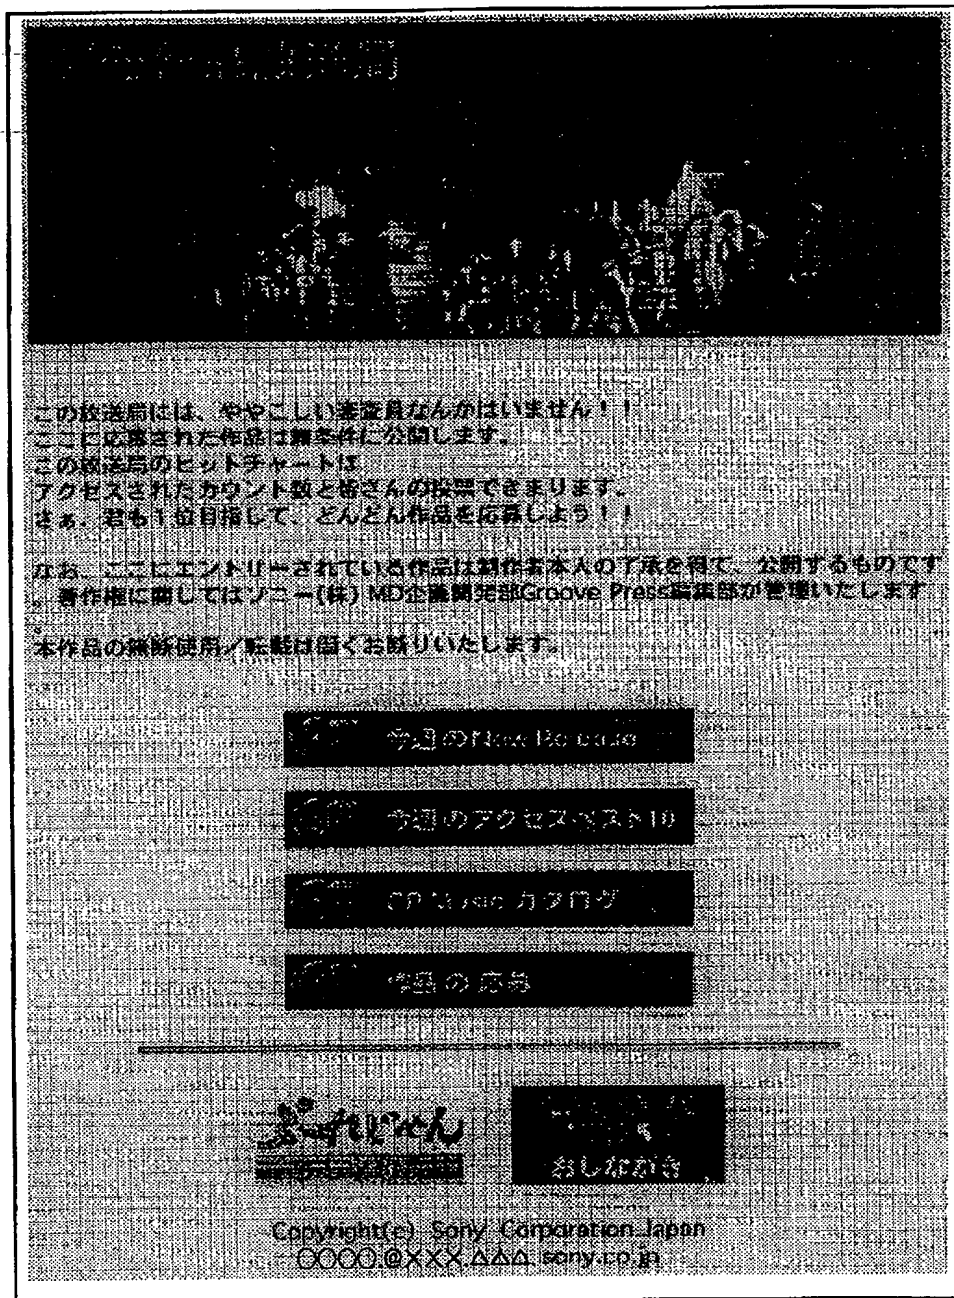 この放送局には、ややこしい審査員なんかはいません！！
ここに応募された作品は無条件に公開します。
この放送局のヒットチャートは
アクセスされたカウント数と皆さんの投票できまります。
さぁ、君も１位目指して、どんどん作品を応募しよう！！
なお、ここにエントリーされている作品は製作者本人の了承を得て、公開するものです
。著作権に関してはソニー(株) MD企画開発部Groove Press編集部が管理いたします
。
本作品の無断使用／転載は固くお断りいたします。
今週のNew Release
今週のアクセスベスト10
カタログ
作品の応募
おしながき
Copyright(c) Sony Corporation Japan
○○○○.@XXX.△△△.sony.co.jp